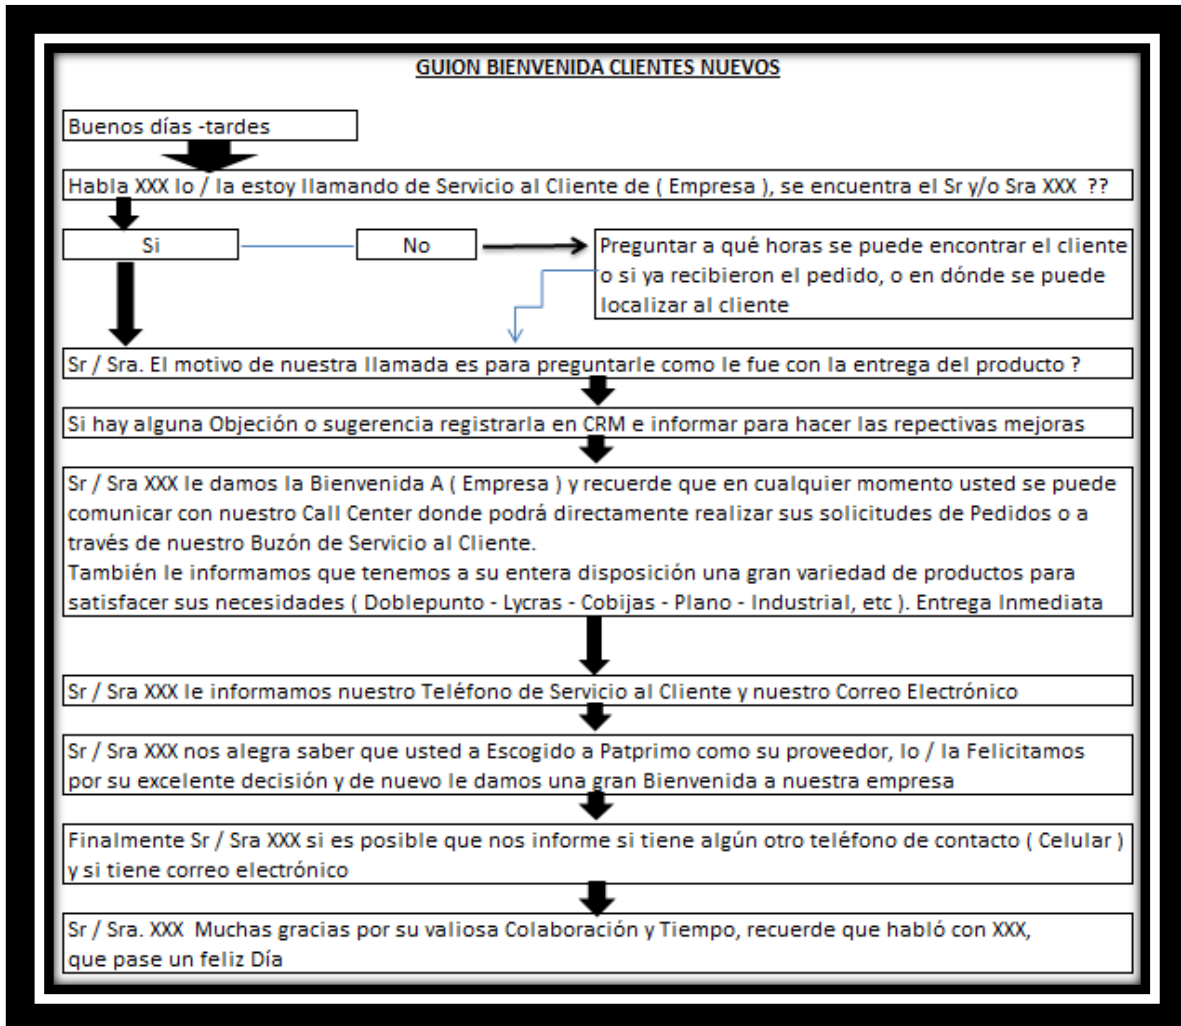 GUION BIENVENIDA CLIENTES NUEVOS
Buenos días -tardes
Habla XXX lo / la estoy llamando de Servicio al Cliente de ( Empresa ), se encuentra el Sr y/o Sra XXX ??
Si
No
Preguntar a qué horas se puede encontrar el cliente
o si ya recibieron el pedido, o en dónde se puede
localizar al cliente
Sr / Sra. El motivo de nuestra llamada es para preguntarle como le fue con la entrega del producto ?
Si hay alguna Objeción o sugerencia registrarla en CRM e informar para hacer las repectivas mejoras
Sr / Sra XXX le damos la Bienvenida A ( Empresa ) y recuerde que en cualquier momento usted se puede
comunicar con nuestro Call Center donde podrá directamente realizar sus solicitudes de Pedidos o a
través de nuestro Buzón de Servicio al Cliente.
También le informamos que tenemos a su entera disposición una gran variedad de productos para
satisfacer sus necesidades ( Doblepunto - Lycras - Cobijas - Plano - Industrial, etc ). Entrega Inmediata
Sr / Sra XXX le informamos nuestro Teléfono de Servicio al Cliente y nuestro Correo Electrónico
Sr / Sra XXX nos alegra saber que usted a Escogido a Patprimo como su proveedor, lo / la Felicitamos
por su excelente decisión y de nuevo le damos una gran Bienvenida a nuestra empresa
Finalmente Sr / Sra XXX si es posible que nos informe si tiene algún otro teléfono de contacto ( Celular )
y si tiene correo electrónico
Sr / Sra. XXX Muchas gracias por su valiosa Colaboración y Tiempo, recuerde que habló con XXX,
que pase un feliz Día